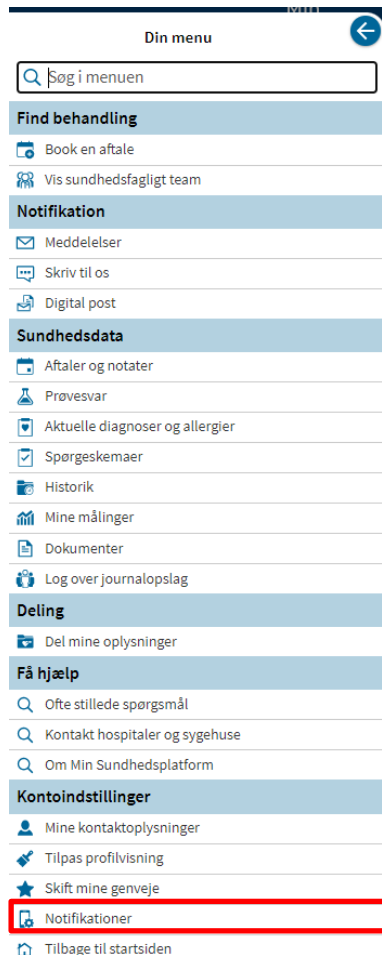 Din menu
Søg i menuen
Find behandling
Book en aftale
Vis sundhedsfagligt team
Notifikation
Meddelelser
Skriv til os
Digital post
Sundhedsdata
Aftaler og notater
Prøvesvar
Aktuelle diagnoser og allergier
Spørgeskemaer
Historik
Mine målinger
Dokumenter
Log over journalopslag
Deling
Del mine oplysninger
Få hjælp
Ofte stillede spørgsmål
Kontakt hospitaler og sygehuse
Om Min Sundhedsplatform
Kontoindstillinger
Mine kontaktoplysninger
Tilpas profilvisning
Skift mine genveje
Notifikationer
Tilbage til startsiden